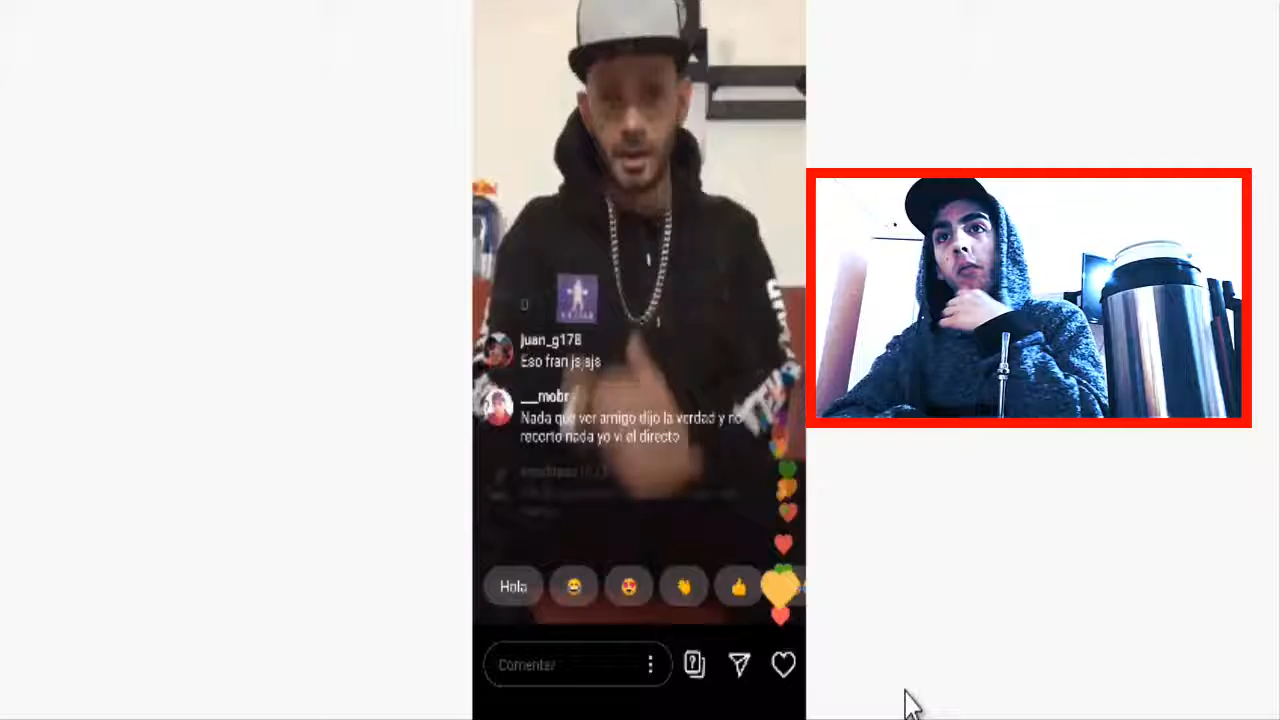 juan_g178
Eso fran jsjsjs
__mobr
Nada que ver amigo dijo la verdad y no
recorto nada yo vi el directo
Hola
Comentar